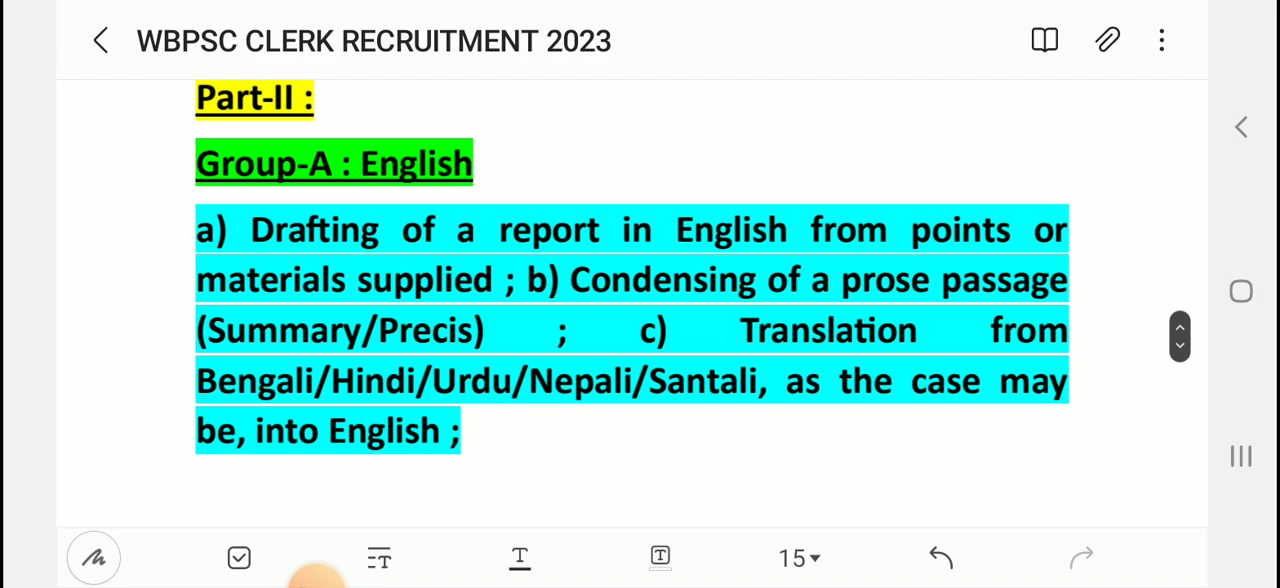 WBPSC CLERK RECRUITMENT 2023
Part-II :
Group-A : English
a) Drafting of a report in English from points or
materials supplied ; b) Condensing of a prose passage
(Summary/Precis) ; c) Translation from
Bengali/Hindi/Urdu/Nepali/Santali, as the case may
be, into English ;
T T T 15